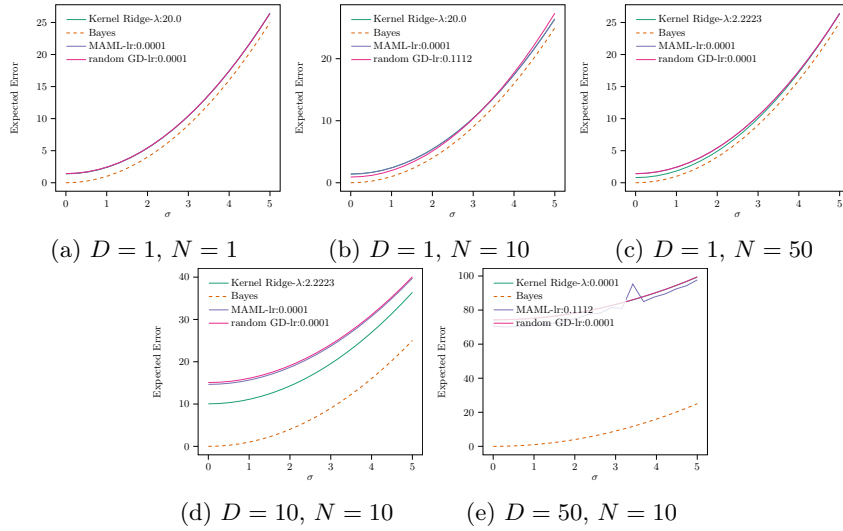 Kernel Ridge-λ:20.0
Bayes
MAML-lr:0.0001
random GD-lr:0.0001
Expected Error
25
20
15
10
5
0
0 1 2 3 4 5
σ
(a) D = 1, N = 1
Kernel Ridge-λ:20.0
Bayes
MAML-lr:0.0001
random GD-lr:0.1112
Expected Error
20
10
0
0 1 2 3 4 5
σ
(b) D = 1, N = 10
Kernel Ridge-λ:2.2223
Bayes
MAML-lr:0.0001
random GD-lr:0.0001
Expected Error
25
20
15
10
5
0
0 1 2 3 4 5
σ
(c) D = 1, N = 50
Kernel Ridge-λ:2.2223
Bayes
MAML-lr:0.0001
random GD-lr:0.0001
Expected Error
40
30
20
10
0
0 1 2 3 4 5
σ
(d) D = 10, N = 10
Kernel Ridge-λ:0.0001
Bayes
MAML-lr:0.1112
random GD-lr:0.0001
Expected Error
100
80
60
40
20
0
0 1 2 3 4 5
σ
(e) D = 50, N = 10